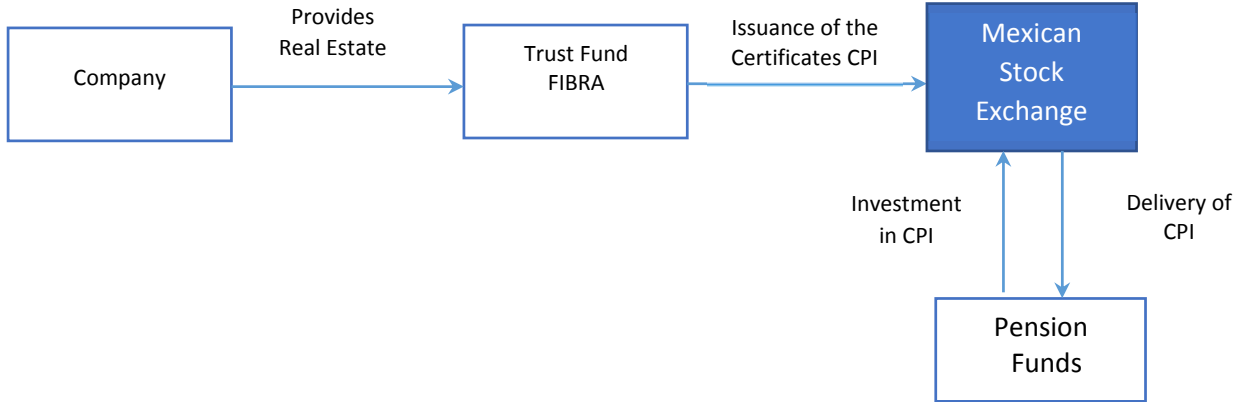 Company
Provides
Real Estate
Trust Fund
FIBRA
Issuance of the
Certificates CPI
Mexican
Stock
Exchange
Investment
in CPI
Delivery of
CPI
Pension
Funds